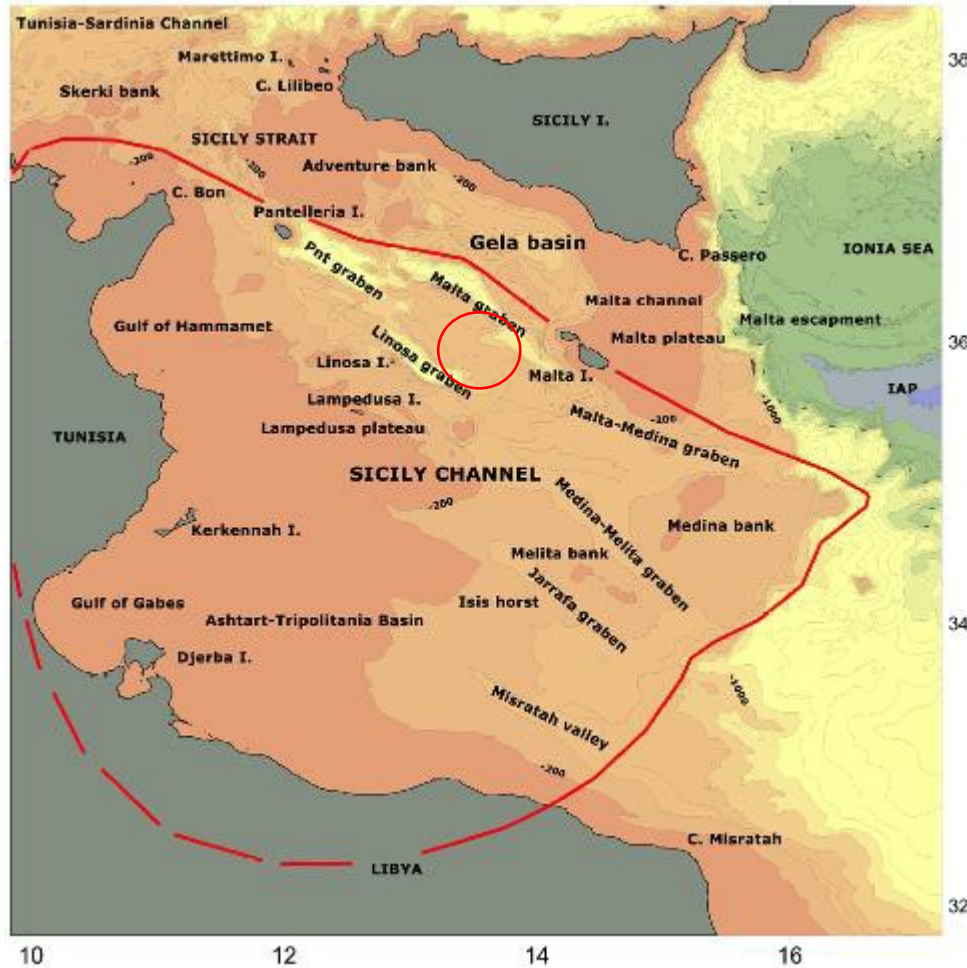 Tunisia-Sardinia Channel
Marettimo I.
C. Lilibeo
Skerki bank
SICILY I.
SICILY STRAIT
-200
-200
Adventure bank
-200
C. Bon
Pantelleria I.
Gela basin
C. Passero
IONIA SEA
Pnt graben
Malta graben
Malta channel
Malta escapment
Gulf of Hammamet
Malta plateau
Linosa graben
Linosa I.
Malta I.
IAP
Lampedusa I.
-200
-1000
Lampedusa plateau
Malta-Medina graben
TUNISIA
SICILY CHANNEL
-200
Medina-Melita graben
Medina bank
Kerkennah I.
Melita bank
Gulf of Gabes
Isis horst
Jarrafa graben
Ashtart-Tripolitania Basin
Djerba I.
-1000
Misratah valley
-200
C. Misratah
LIBYA
38
36
34
32
10 12 14 16